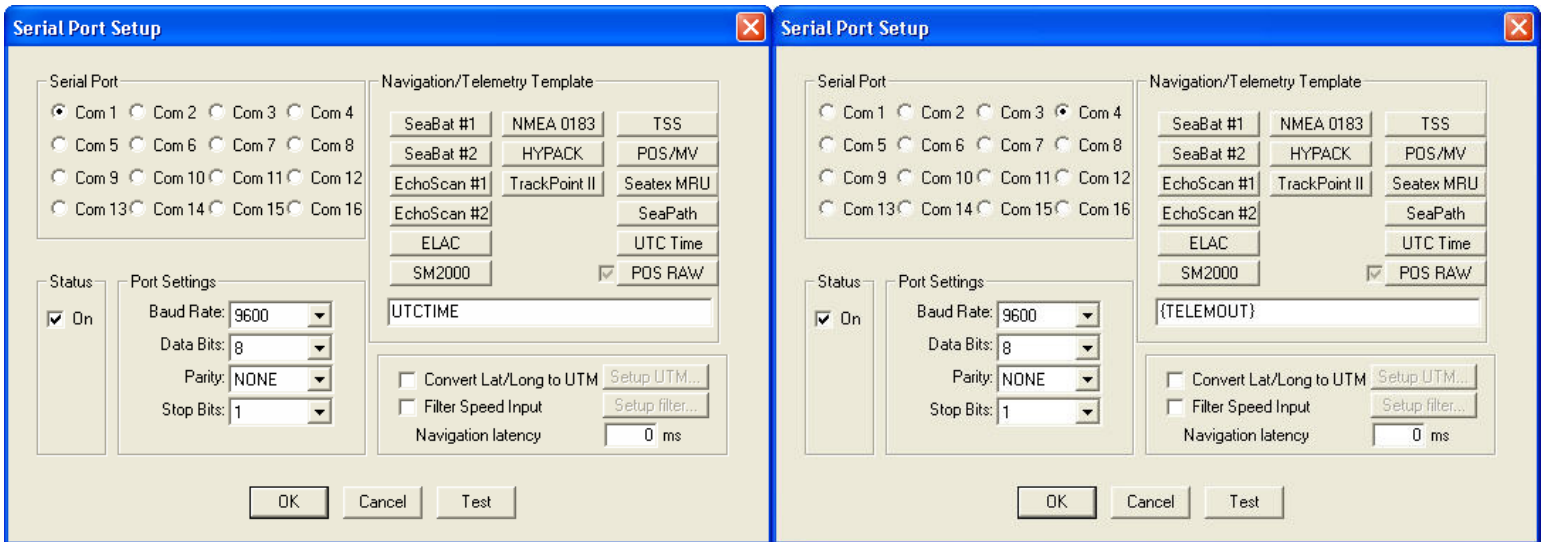 Serial Port Setup
Serial Port
Com 1 Com 2 Com 3 Com 4
Com 5 Com 6 Com 7 Com 8
Com 9 Com 10 Com 11 Com 12
Com 13 Com 14 Com 15 Com 16
Navigation/Telemetry Template
SeaBat #1 NMEA 0183 TSS
SeaBat #2 HYPACK POS/MV
EchoScan #1 TrackPoint II Seatex MRU
EchoScan #2 SeaPath
ELAC UTC Time
SM2000 POS RAW
UTCTIME
Status
On
Port Settings
Baud Rate: 9600
Data Bits: 8
Parity: NONE
Stop Bits: 1
Convert Lat/Long to UTM Setup UTM...
Filter Speed Input Setup filter...
Navigation latency 0 ms
OK Cancel Test
Serial Port Setup
Serial Port
Com 1 Com 2 Com 3 Com 4
Com 5 Com 6 Com 7 Com 8
Com 9 Com 10 Com 11 Com 12
Com 13 Com 14 Com 15 Com 16
Navigation/Telemetry Template
SeaBat #1 NMEA 0183 TSS
SeaBat #2 HYPACK POS/MV
EchoScan #1 TrackPoint II Seatex MRU
EchoScan #2 SeaPath
ELAC UTC Time
SM2000 POS RAW
{TELEMOUT}
Status
On
Port Settings
Baud Rate: 9600
Data Bits: 8
Parity: NONE
Stop Bits: 1
Convert Lat/Long to UTM Setup UTM...
Filter Speed Input Setup filter...
Navigation latency 0 ms
OK Cancel Test